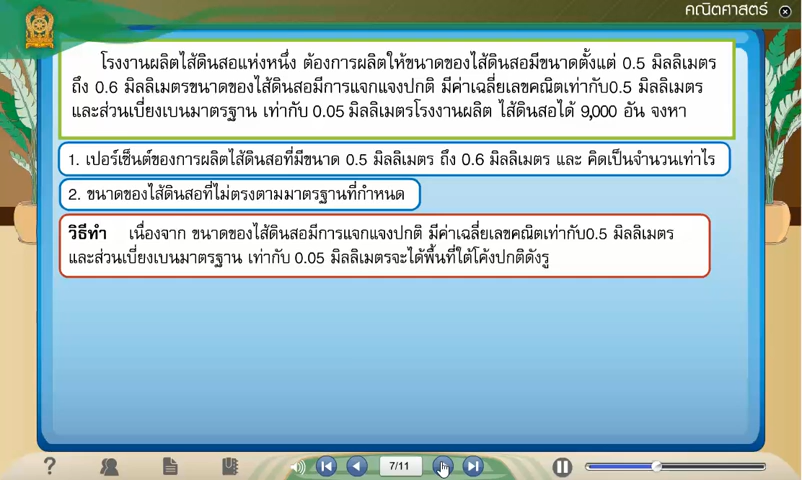 คณิตศาสตร์
โรงงานผลิตไส้ดินสอแห่งหนึ่ง ต้องการผลิตให้ขนาดของไส้ดินสอมีขนาดตั้งแต่ 0.5 มิลลิเมตร
ถึง 0.6 มิลลิเมตรขนาดของไส้ดินสอมีการแจกแจงปกติ มีค่าเฉลี่ยเลขคณิตเท่ากับ0.5 มิลลิเมตร
และส่วนเบี่ยงเบนมาตรฐาน เท่ากับ 0.05 มิลลิเมตรโรงงานผลิต ไส้ดินสอได้ 9,000 อัน จงหา
1. เปอร์เซ็นต์ของการผลิตไส้ดินสอที่มีขนาด 0.5 มิลลิเมตร ถึง 0.6 มิลลิเมตร และ คิดเป็นจำนวนเท่าไร
2. ขนาดของไส้ดินสอที่ไม่ตรงตามมาตรฐานที่กำหนด
วิธีทำ เนื่องจาก ขนาดของไส้ดินสอมีการแจกแจงปกติ มีค่าเฉลี่ยเลขคณิตเท่ากับ0.5 มิลลิเมตร
และส่วนเบี่ยงเบนมาตรฐาน เท่ากับ 0.05 มิลลิเมตรจะได้พื้นที่ใต้โค้งปกติดังรู
? 7/11